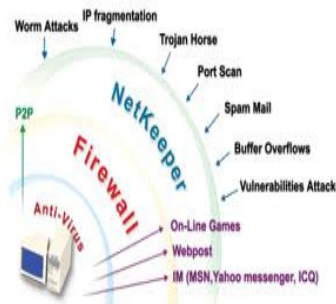 IP fragmentation
Worm Attacks
Trojan Horse
Port Scan
Spam Mail
Buffer Overflows
Vulnerabilities Attack
P2P
NetKeeper
Firewall
Anti-Virus
On-Line Games
Webpost
IM (MSN,Yahoo messenger, ICQ)